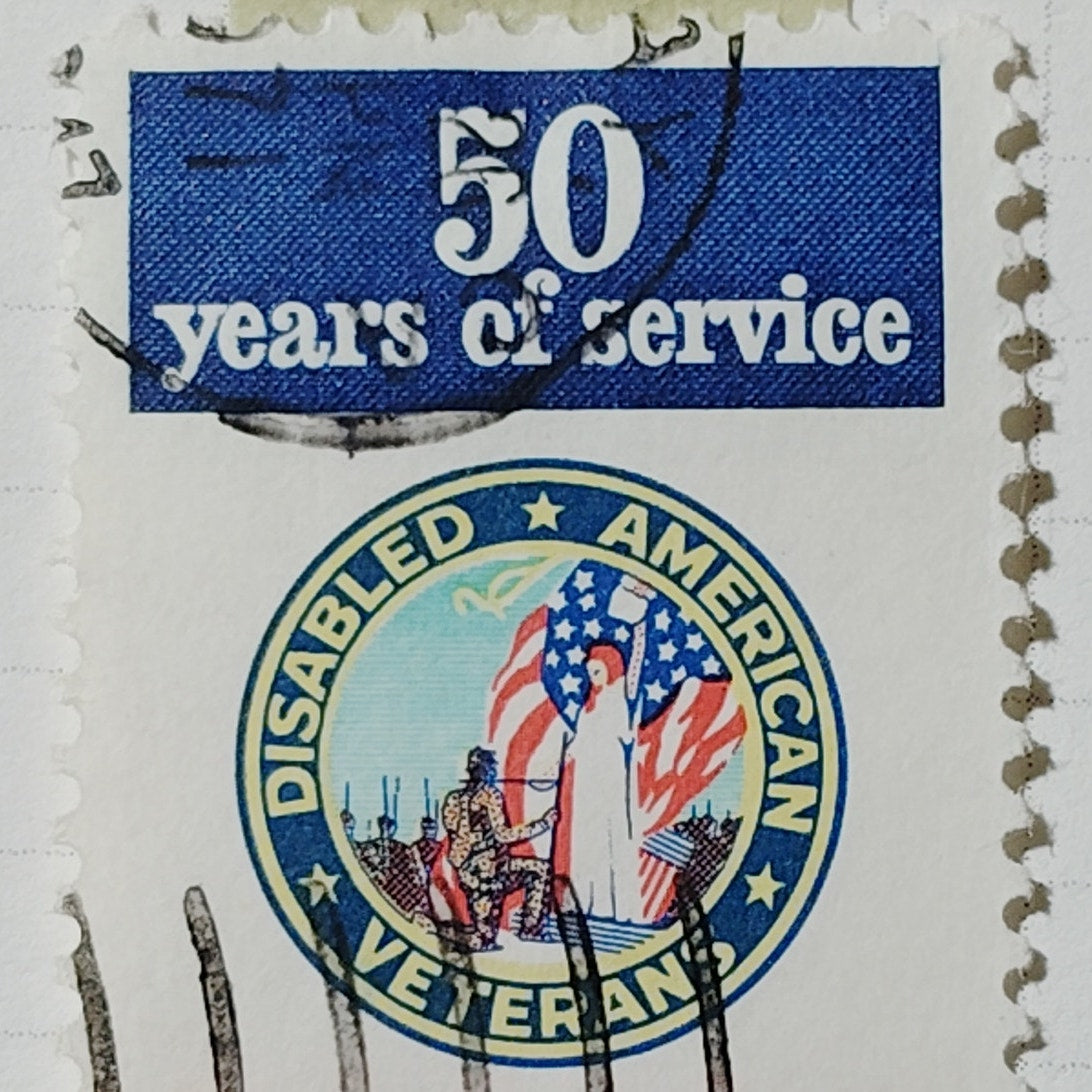 50
years of service
DISABLED AMERICAN
VETERANS